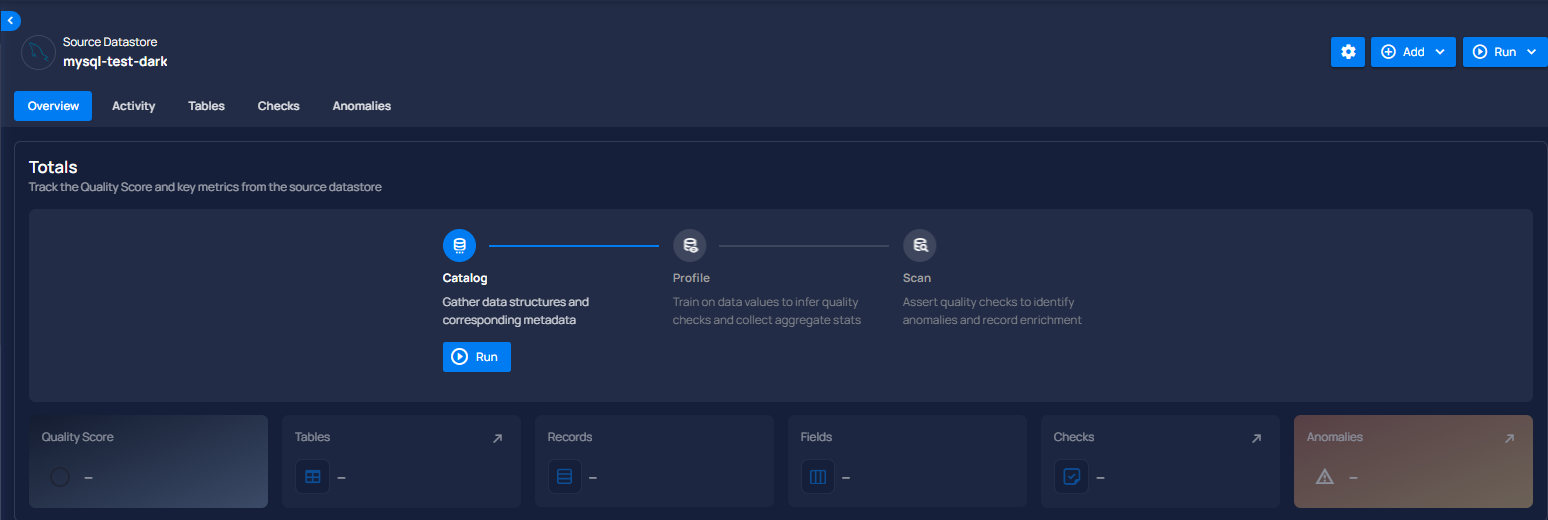 Source Datastore
mysql-test-dark
Add
Run
Overview
Activity
Tables
Checks
Anomalies
Totals
Track the Quality Score and key metrics from the source datastore
Catalog
Gather data structures and
corresponding metadata
Run
Profile
Train on data values to infer quality
checks and collect aggregate stats
Scan
Assert quality checks to identify
anomalies and record enrichment
Quality Score
–
Tables
–
Records
–
Fields
–
Checks
–
Anomalies
–